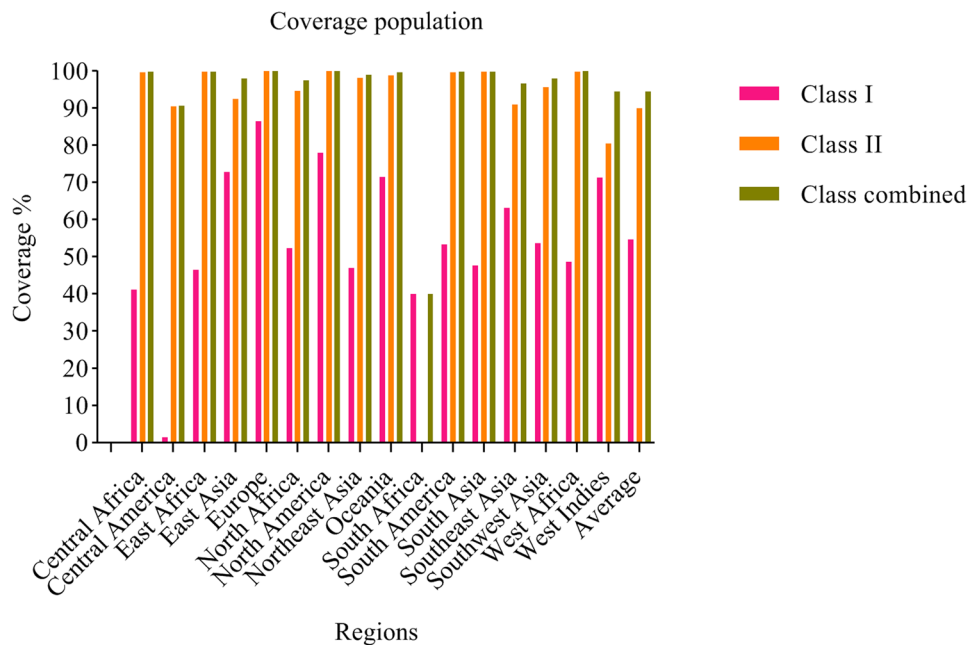 Coverage population
100
90
80
70
60
50
40
30
20
10
0
Coverage %
Class I
Class II
Class combined
Central Africa
Central America
East Africa
East Asia
Europe
North Africa
North America
Northeast Asia
Oceania
South Africa
South America
South Asia
Southeast Asia
Southwest Asia
West Africa
West Indies
Average
Regions